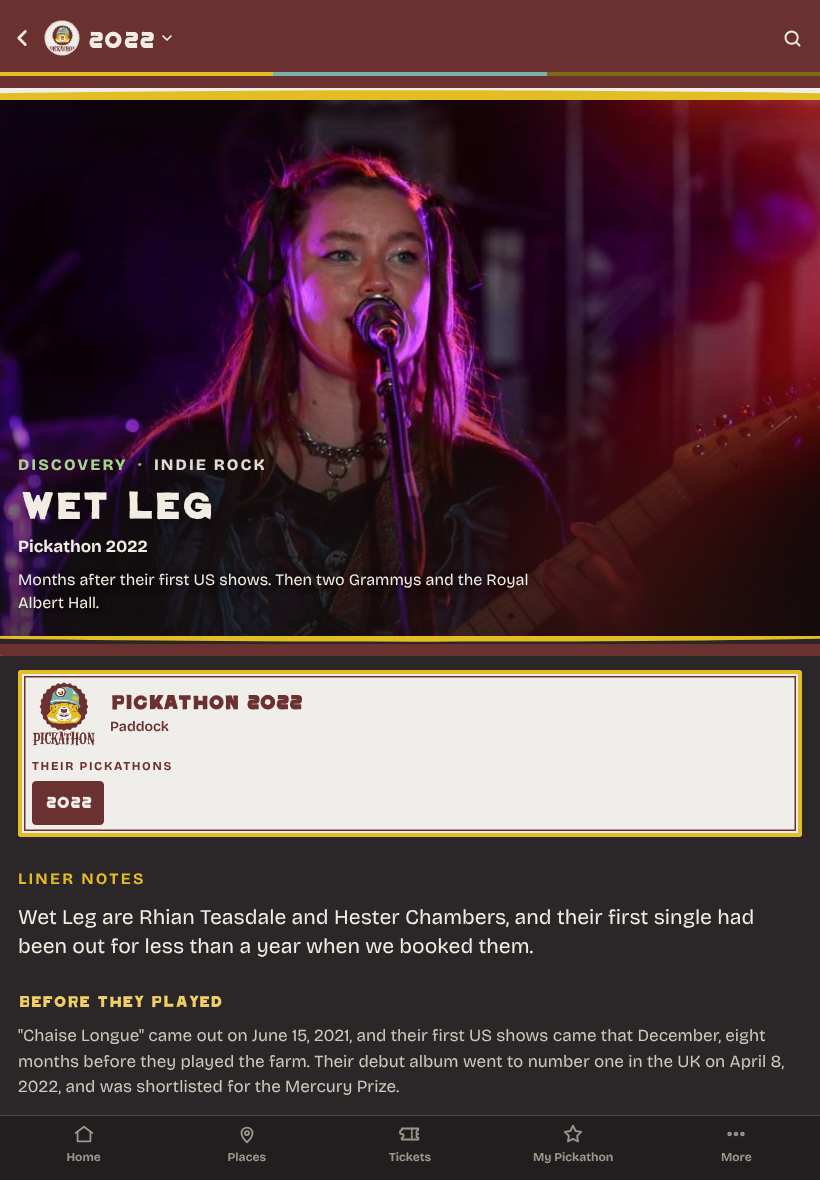 PICKATHON
2022
DISCOVERY · INDIE ROCK
WET LEG
Pickathon 2022
Months after their first US shows. Then two Grammys and the Royal
Albert Hall.
PICKATHON
PICKATHON 2022
Paddock
THEIR PICKATHONS
2022
LINER NOTES
Wet Leg are Rhian Teasdale and Hester Chambers, and their first single had
been out for less than a year when we booked them.
BEFORE THEY PLAYED
"Chaise Longue" came out on June 15, 2021, and their first US shows came that December, eight
months before they played the farm. Their debut album went to number one in the UK on April 8,
2022, and was shortlisted for the Mercury Prize.
Home
Places
Tickets
My Pickathon
More